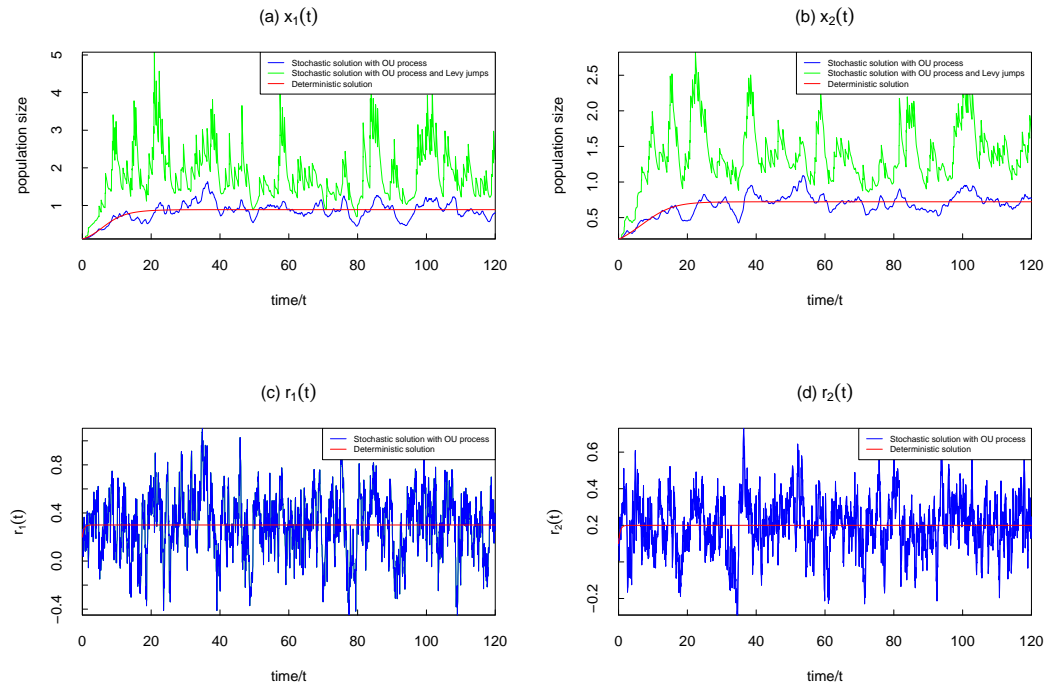 (a) x₁(t)
population size
5
4
3
2
1
0 20 40 60 80 100 120
time/t
Stochastic solution with OU process
Stochastic solution with OU process and Levy jumps
Deterministic solution
(b) x₂(t)
population size
2.5
2.0
1.5
1.0
0.5
0 20 40 60 80 100 120
time/t
Stochastic solution with OU process
Stochastic solution with OU process and Levy jumps
Deterministic solution
(c) r₁(t)
r₁(t)
0.8
0.4
0.0
−0.4
0 20 40 60 80 100 120
time/t
Stochastic solution with OU process
Deterministic solution
(d) r₂(t)
r₂(t)
0.6
0.4
0.2
−0.2
0 20 40 60 80 100 120
time/t
Stochastic solution with OU process
Deterministic solution